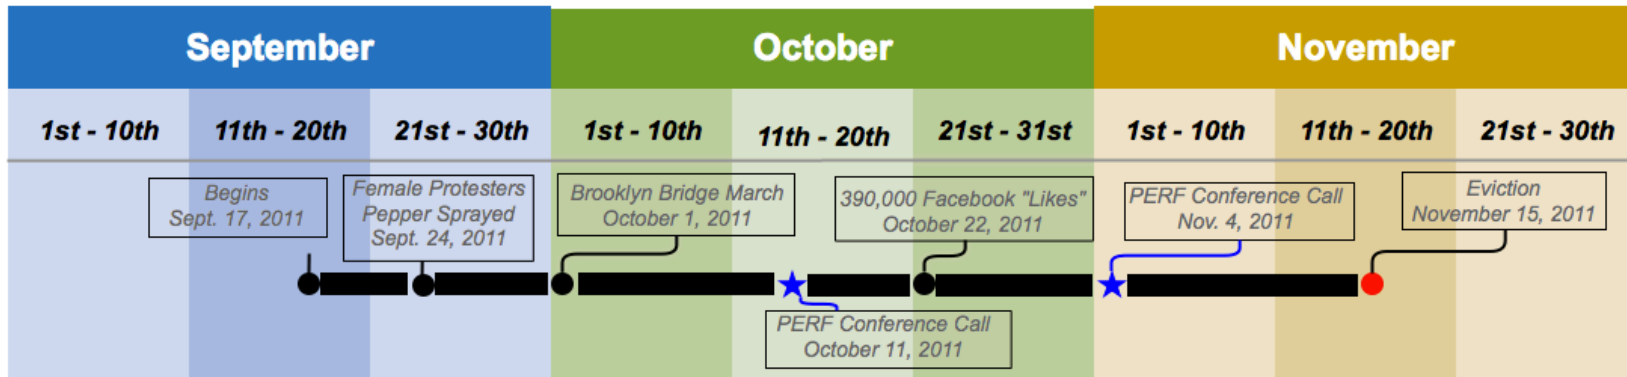 September
October
November
1st - 10th
11th - 20th
21st - 30th
1st - 10th
11th - 20th
21st - 31st
1st - 10th
11th - 20th
21st - 30th
Begins
Sept. 17, 2011
Female Protesters
Pepper Sprayed
Sept. 24, 2011
Brooklyn Bridge March
October 1, 2011
390,000 Facebook "Likes"
October 22, 2011
PERF Conference Call
Nov. 4, 2011
Eviction
November 15, 2011
PERF Conference Call
October 11, 2011